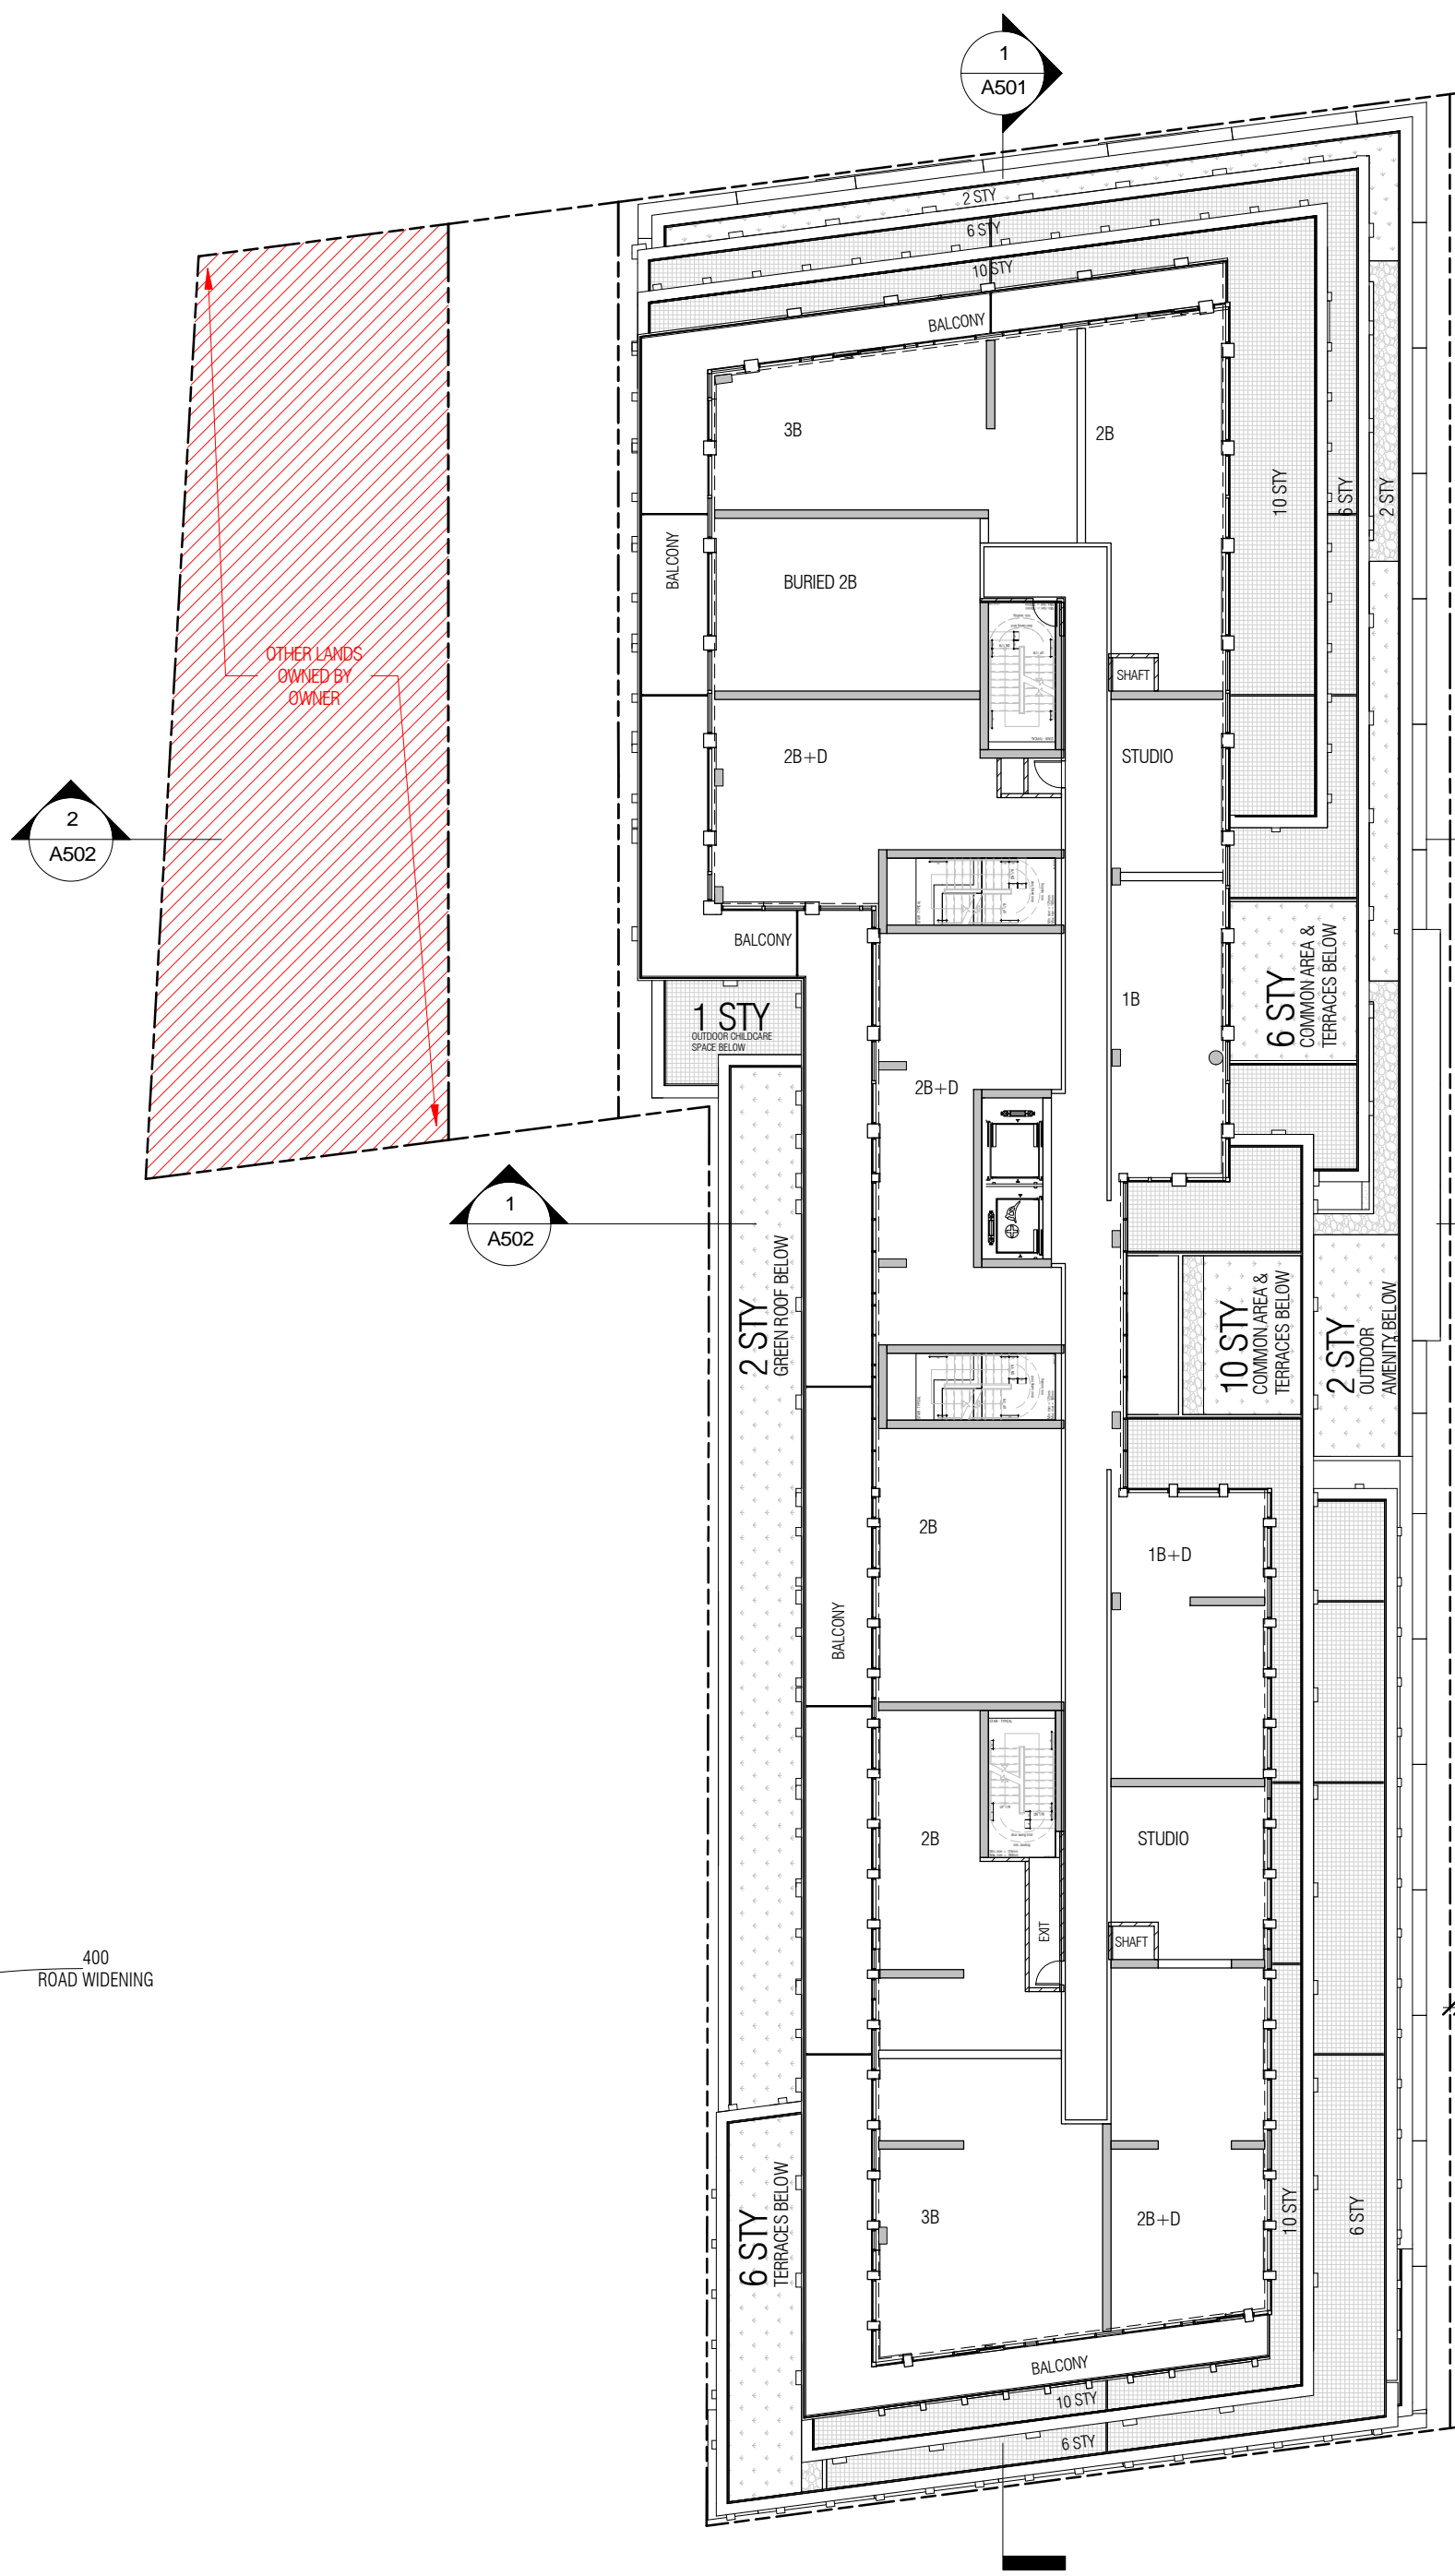 1
A501
2 STY
6 STY
10 STY
BALCONY
3B
2B
10 STY
6 STY
2 STY
BALCONY
BURIED 2B
OTHER LANDS
OWNED BY
OWNER
SHAFT
2B+D
STUDIO
2
A502
BALCONY
6 STY
COMMON AREA &
TERRACES BELOW
1B
1 STY
OUTDOOR CHILDCARE
SPACE BELOW
2B+D
1
A502
2 STY
GREEN ROOF BELOW
10 STY
COMMON AREA &
TERRACES BELOW
2 STY
OUTDOOR
AMENITY BELOW
2B
1B+D
BALCONY
2B
STUDIO
EXIT
SHAFT
400
ROAD WIDENING
6 STY
TERRACES BELOW
3B
2B+D
10 STY
6 STY
BALCONY
10 STY
6 STY